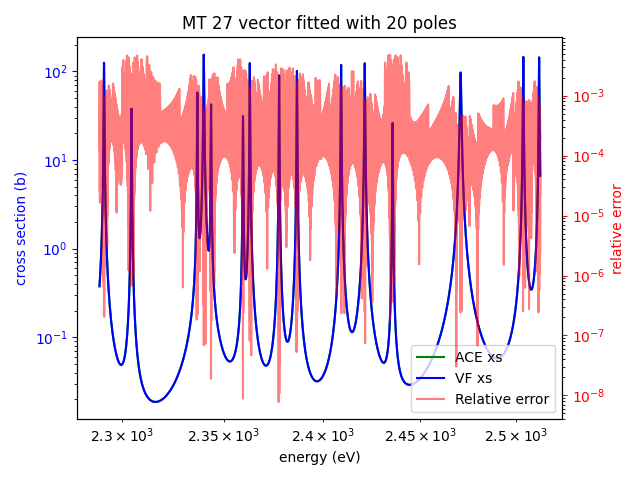 MT 27 vector fitted with 20 poles
cross section (b)
10²
10¹
10⁰
10⁻¹
relative error
10⁻³
10⁻⁴
10⁻⁵
10⁻⁶
10⁻⁷
10⁻⁸
ACE xs
VF xs
Relative error
2.3 × 10³ 2.35 × 10³ 2.4 × 10³ 2.45 × 10³ 2.5 × 10³
energy (eV)